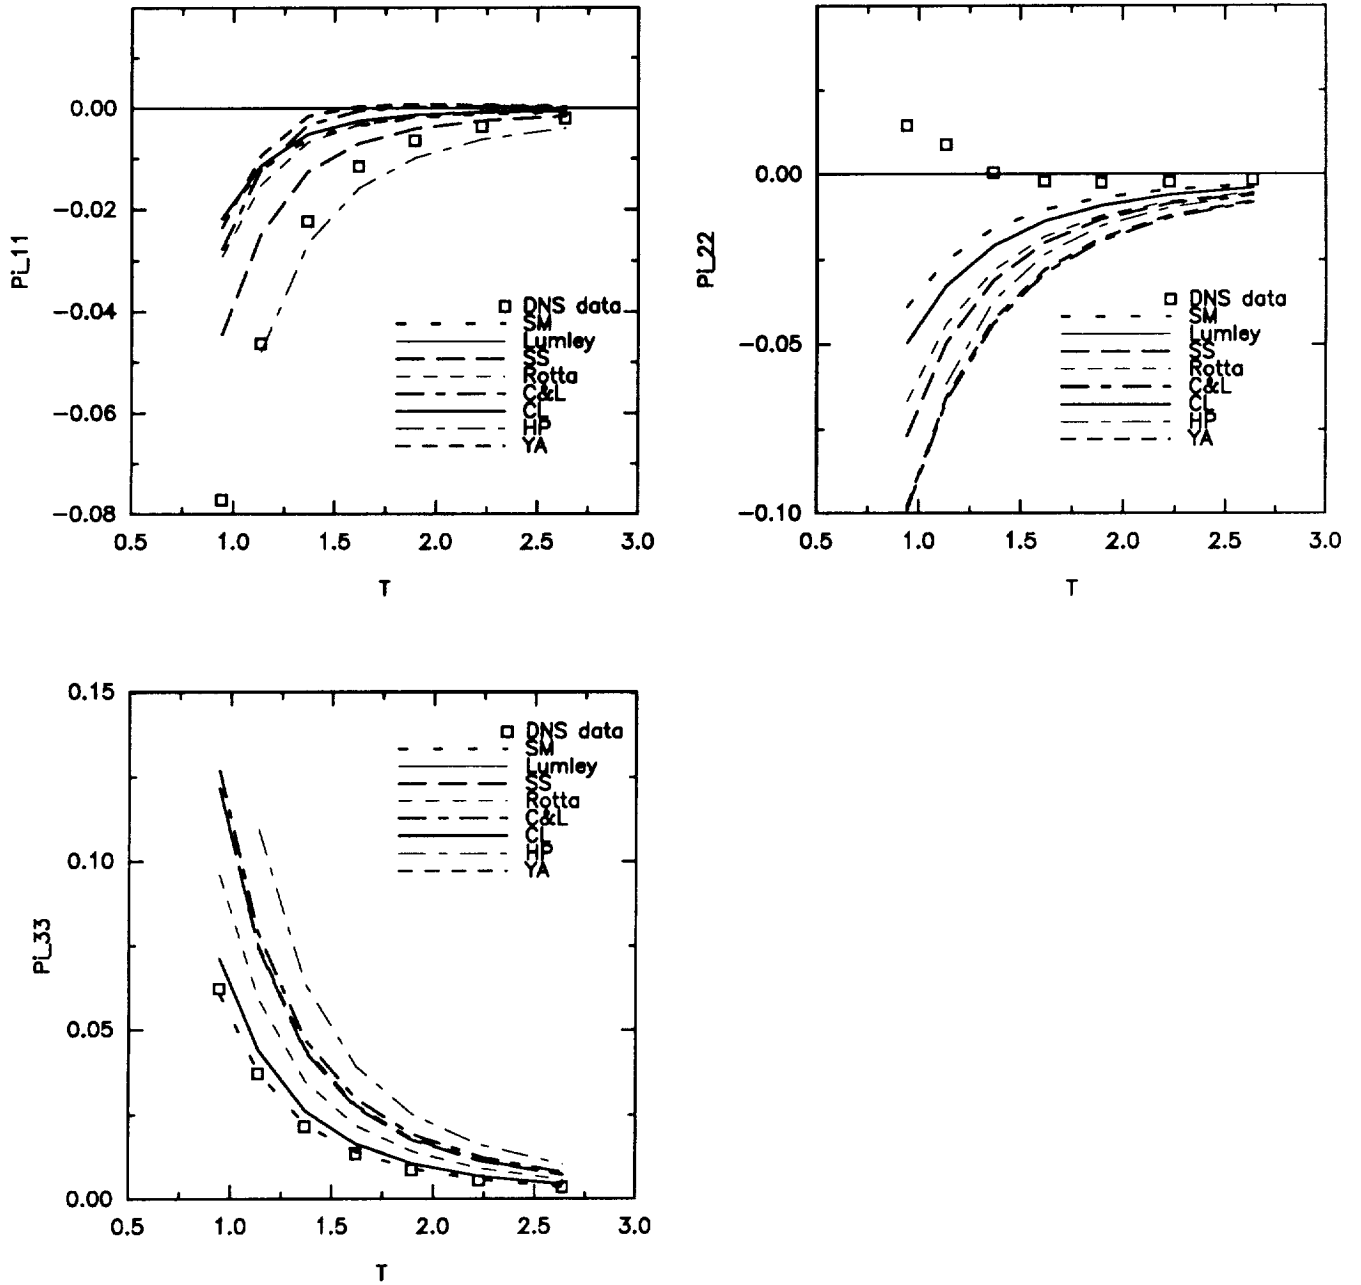 0.00
−0.02
−0.04
−0.06
−0.08
Pi_11
0.5 1.0 1.5 2.0 2.5 3.0
T
DNS data
SM
Lumley
SS
Rotta
C&L
CL
HP
YA
0.00
−0.05
−0.10
Pi_22
0.5 1.0 1.5 2.0 2.5 3.0
T
DNS data
SM
Lumley
SS
Rotta
C&L
CL
HP
YA
0.15
0.10
0.05
0.00
Pi_33
0.5 1.0 1.5 2.0 2.5 3.0
T
DNS data
SM
Lumley
SS
Rotta
C&L
CL
HP
YA